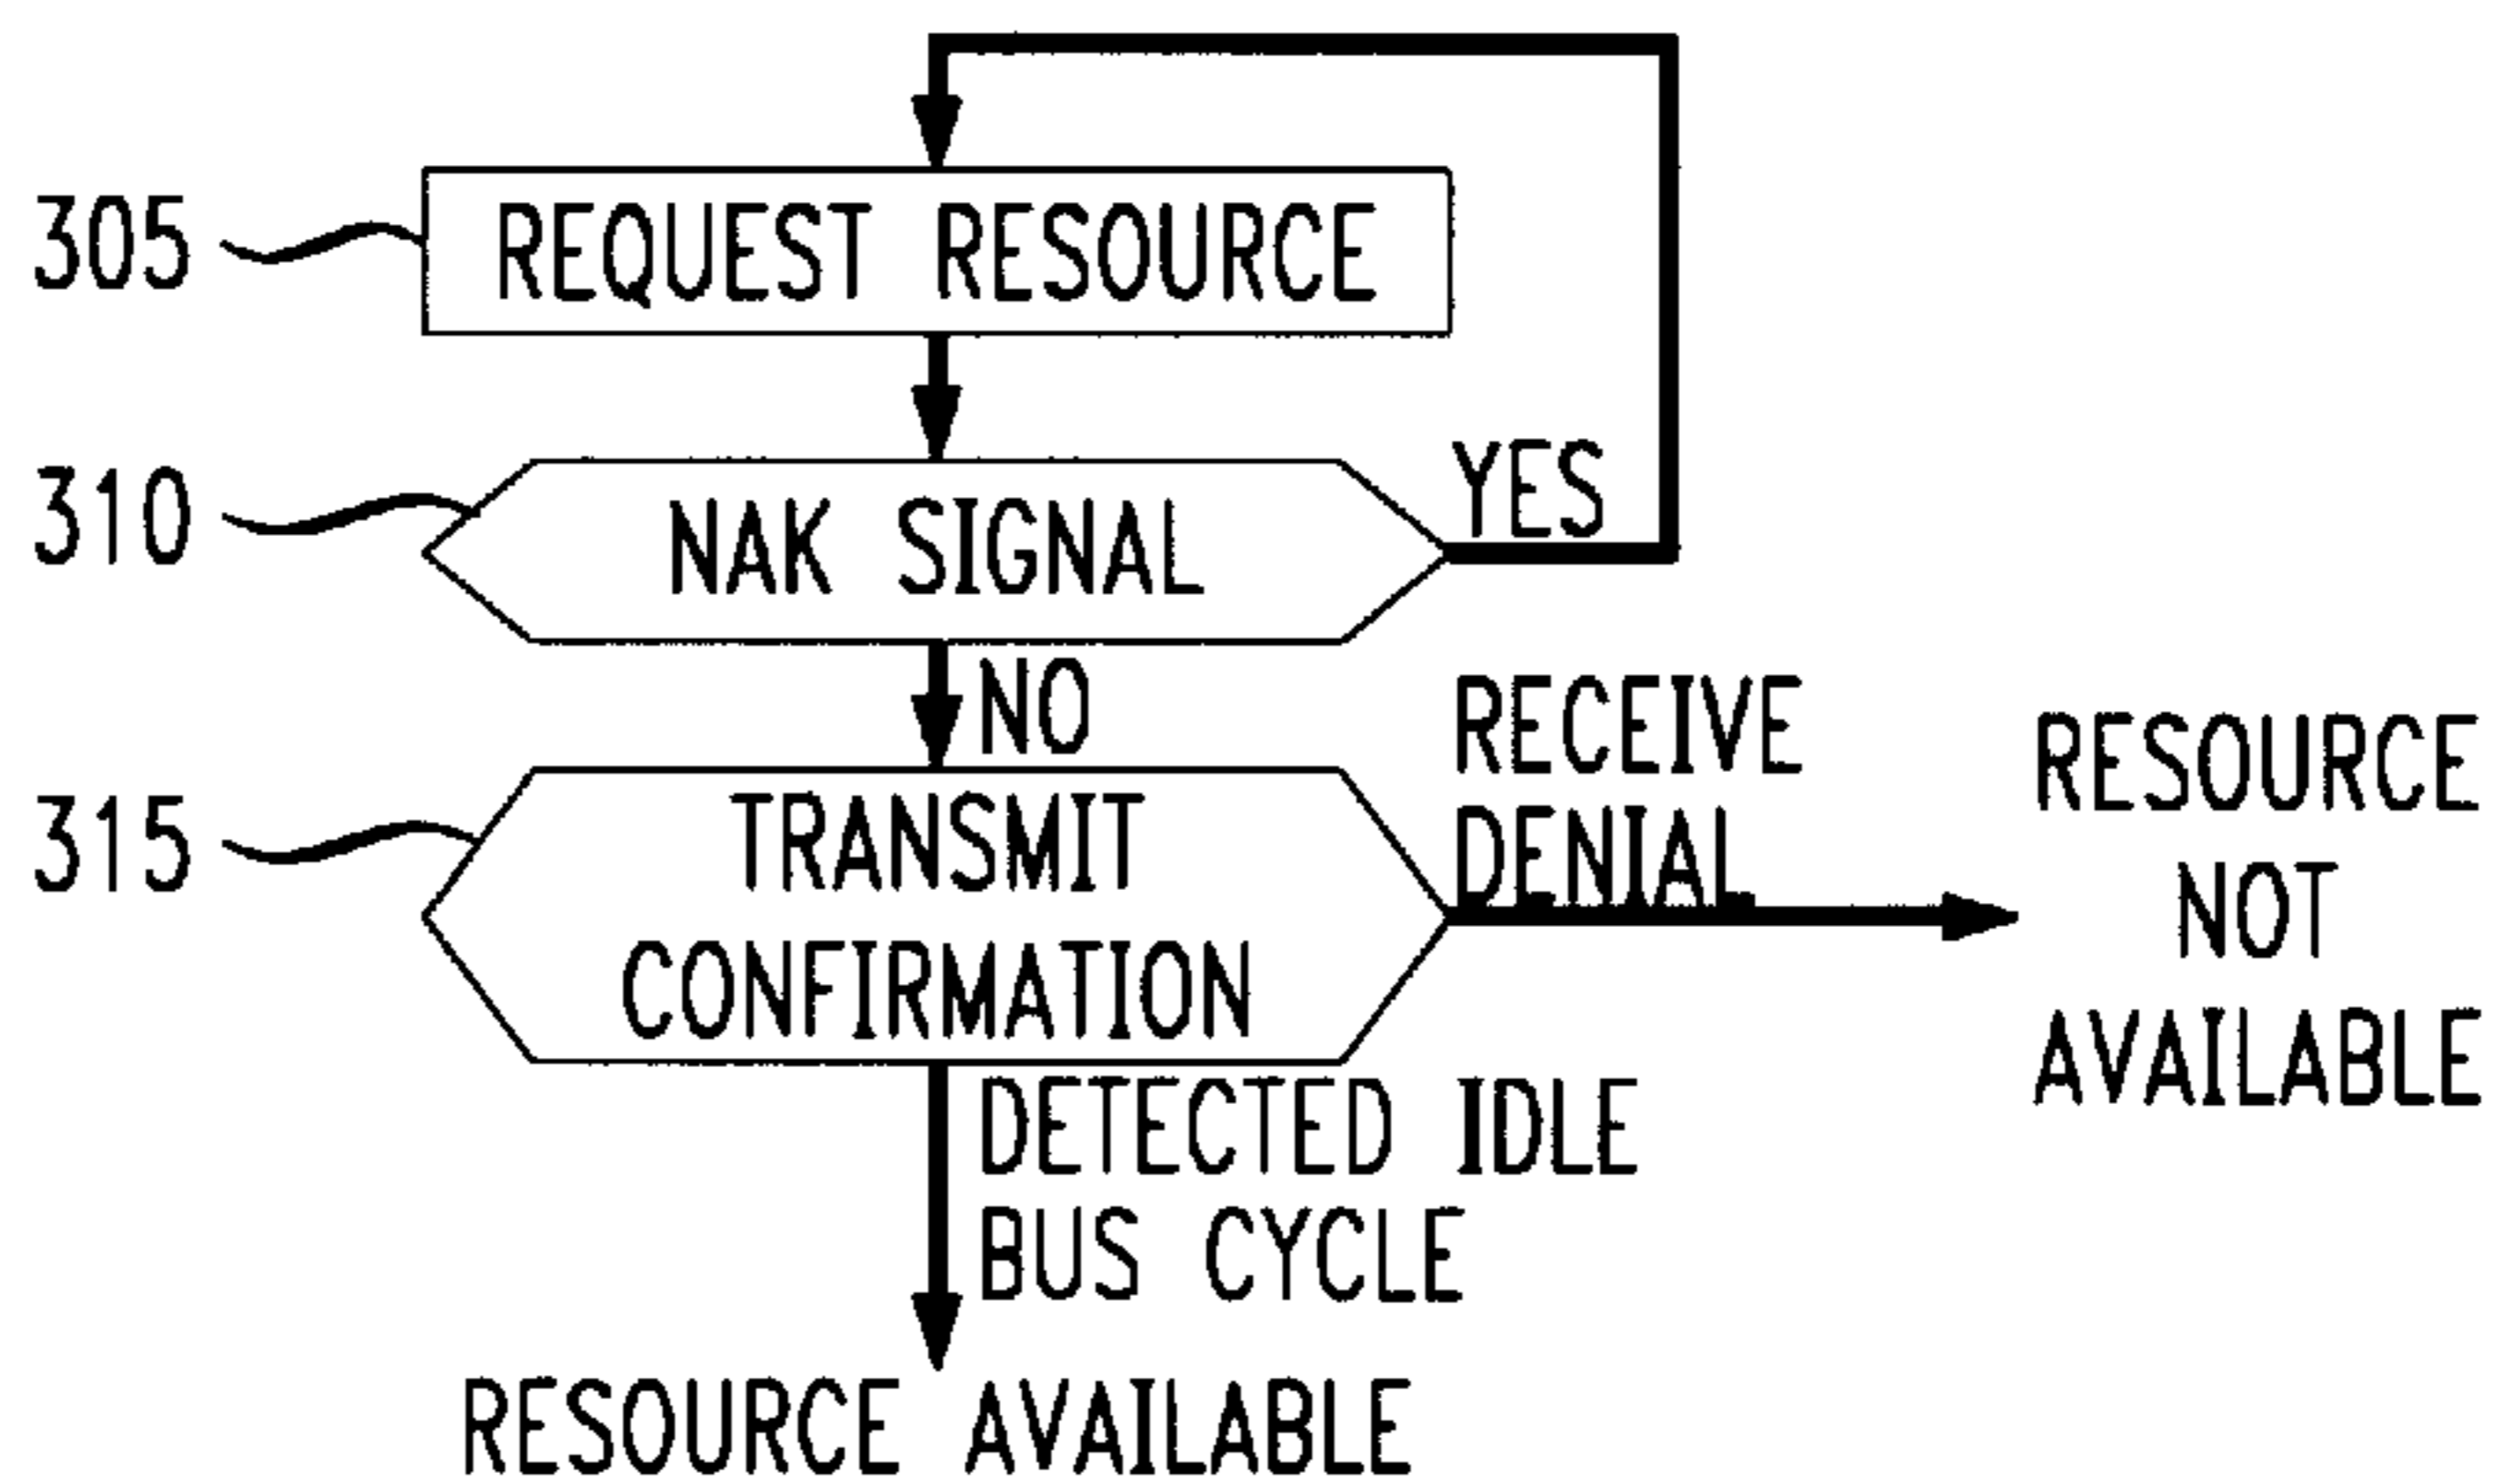 305
REQUEST RESOURCE
310
NAK SIGNAL
YES
NO
315
TRANSMIT
CONFIRMATION
RECEIVE
DENIAL
RESOURCE
NOT
AVAILABLE
DETECTED IDLE
BUS CYCLE
RESOURCE AVAILABLE